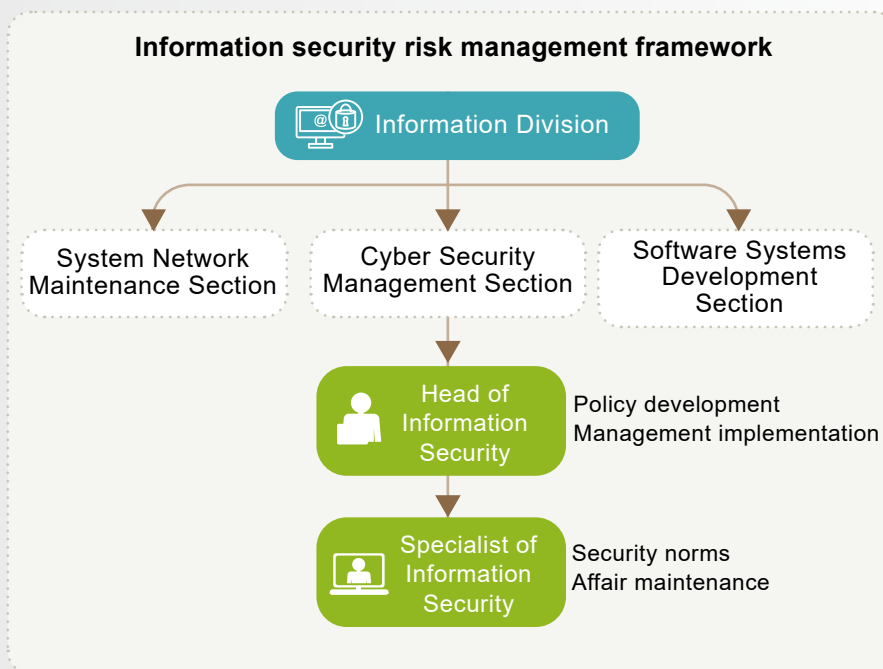 Information security risk management framework
@
Information Division
System Network
Maintenance Section
Cyber Security
Management Section
Software Systems
Development
Section
Head of
Information
Security
Policy development
Management implementation
Specialist of
Information
Security
Security norms
Affair maintenance